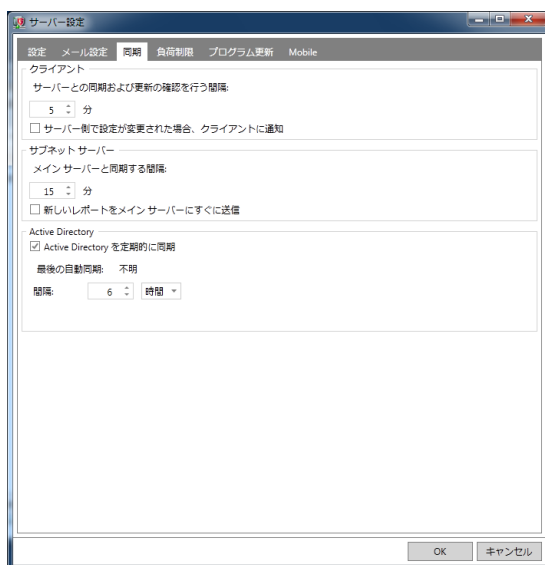 サーバー設定
設定 メール設定 同期 負荷制限 プログラム更新 Mobile
クライアント
サーバーとの同期および更新の確認を行う間隔:
5 分
サーバー側で設定が変更された場合、クライアントに通知
サブネット サーバー
メイン サーバーと同期する間隔:
15 分
新しいレポートをメイン サーバーにすぐに送信
Active Directory
Active Directory を定期的に同期
最後の自動同期: 不明
間隔: 6 時間
OK キャンセル